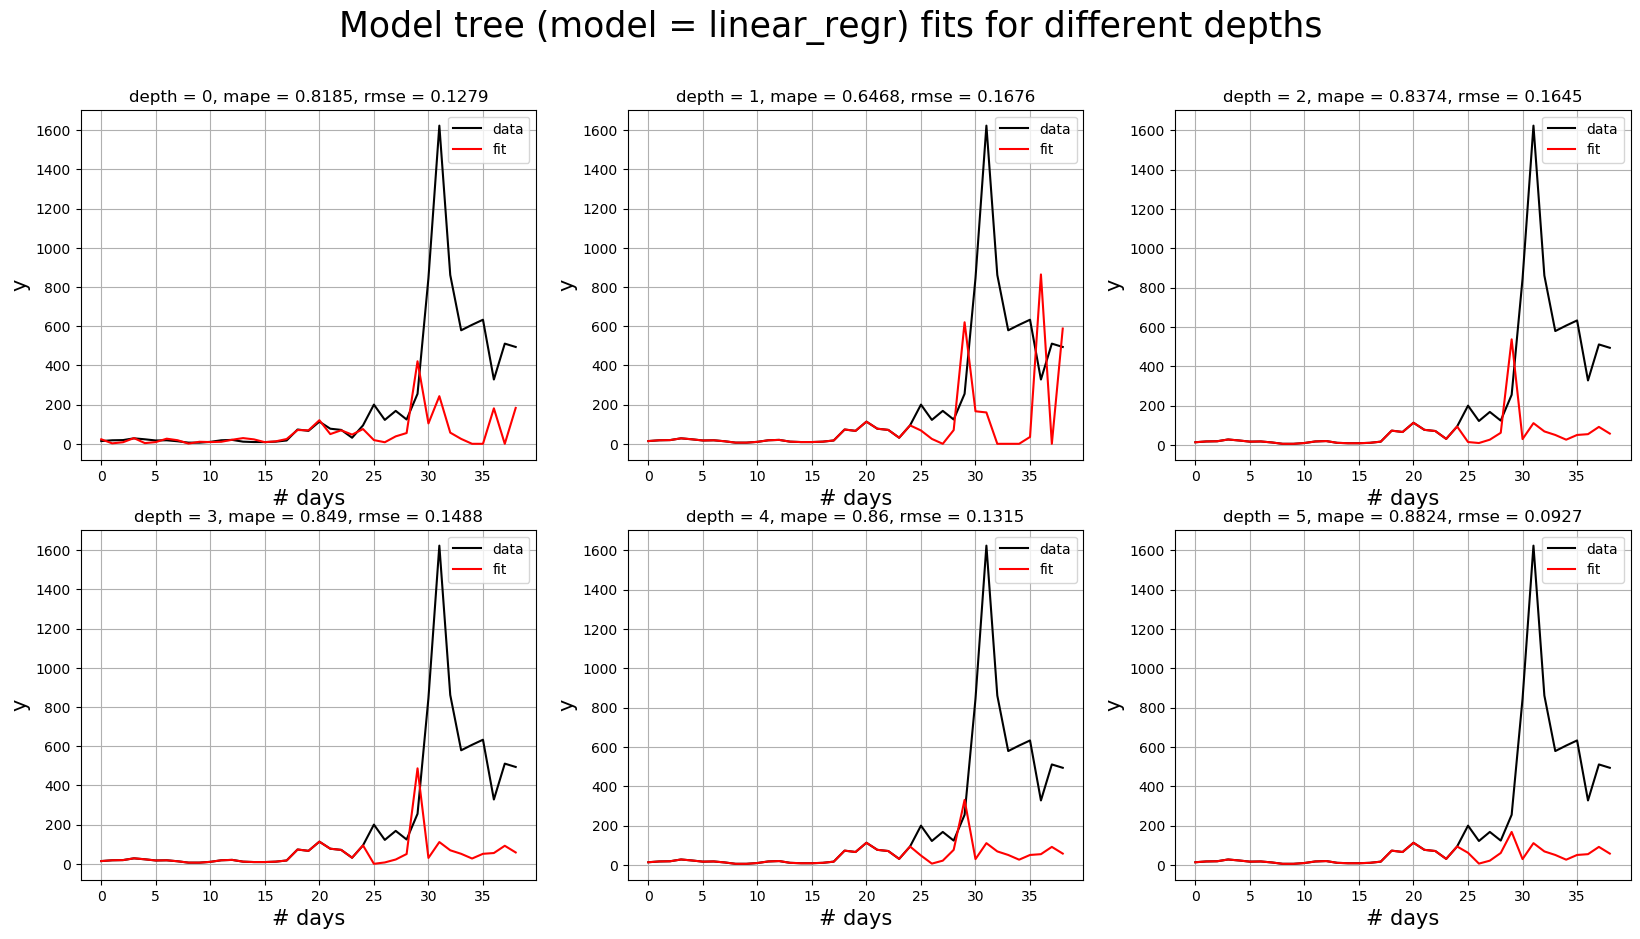 Model tree (model = linear_regr) fits for different depths
depth = 0, mape = 0.8185, rmse = 0.1279
1600
1400
1200
1000
800
600
400
200
0
y
data
fit
0 5 10 15 20 25 30 35
# days
depth = 1, mape = 0.6468, rmse = 0.1676
1600
1400
1200
1000
800
600
400
200
0
y
data
fit
0 5 10 15 20 25 30 35
# days
depth = 2, mape = 0.8374, rmse = 0.1645
1600
1400
1200
1000
800
600
400
200
0
y
data
fit
0 5 10 15 20 25 30 35
# days
depth = 3, mape = 0.849, rmse = 0.1488
1600
1400
1200
1000
800
600
400
200
0
y
data
fit
0 5 10 15 20 25 30 35
# days
depth = 4, mape = 0.86, rmse = 0.1315
1600
1400
1200
1000
800
600
400
200
0
y
data
fit
0 5 10 15 20 25 30 35
# days
depth = 5, mape = 0.8824, rmse = 0.0927
1600
1400
1200
1000
800
600
400
200
0
y
data
fit
0 5 10 15 20 25 30 35
# days